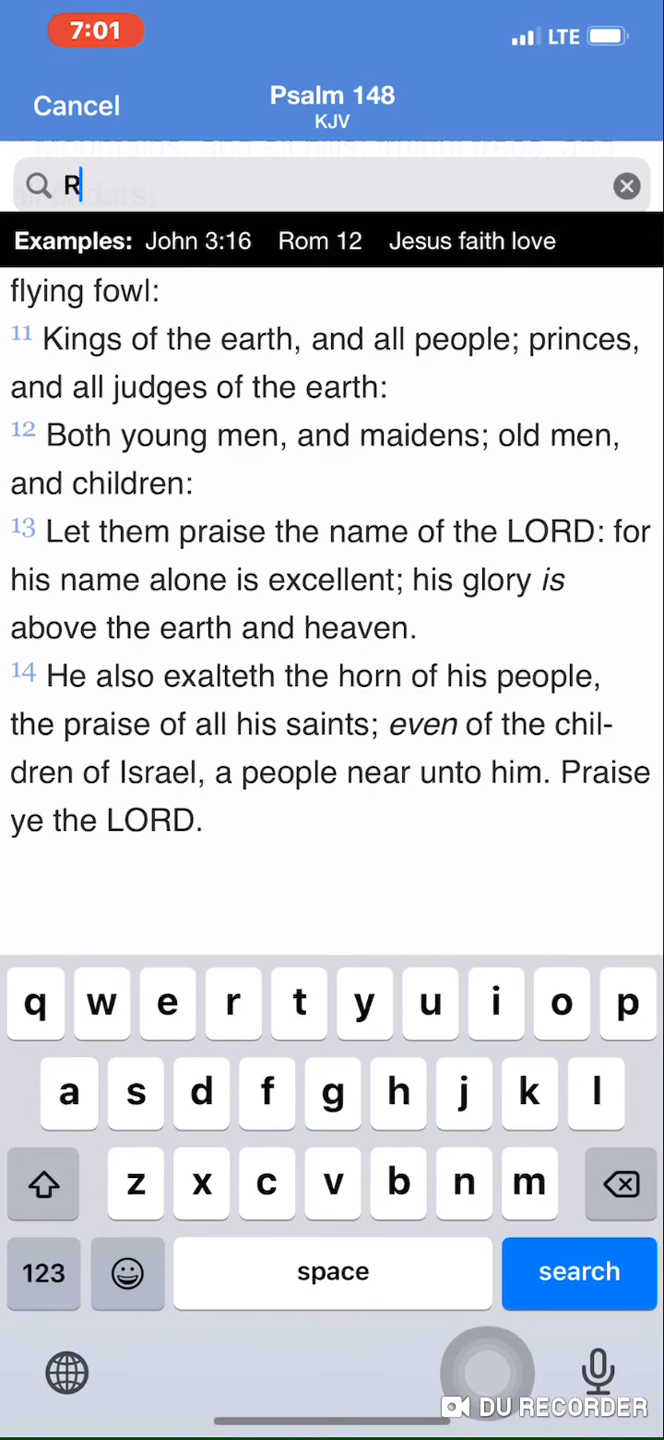 7:01
LTE
Cancel
Psalm 148
KJV
R
Examples: John 3:16 Rom 12 Jesus faith love
flying fowl:
11 Kings of the earth, and all people; princes,
and all judges of the earth:
12 Both young men, and maidens; old men,
and children:
13 Let them praise the name of the LORD: for
his name alone is excellent; his glory is
above the earth and heaven.
14 He also exalteth the horn of his people,
the praise of all his saints; even of the chil-
dren of Israel, a people near unto him. Praise
ye the LORD.
q w e r t y u i o p
a s d f g h j k l
z x c v b n m
123 space search
DU RECORDER